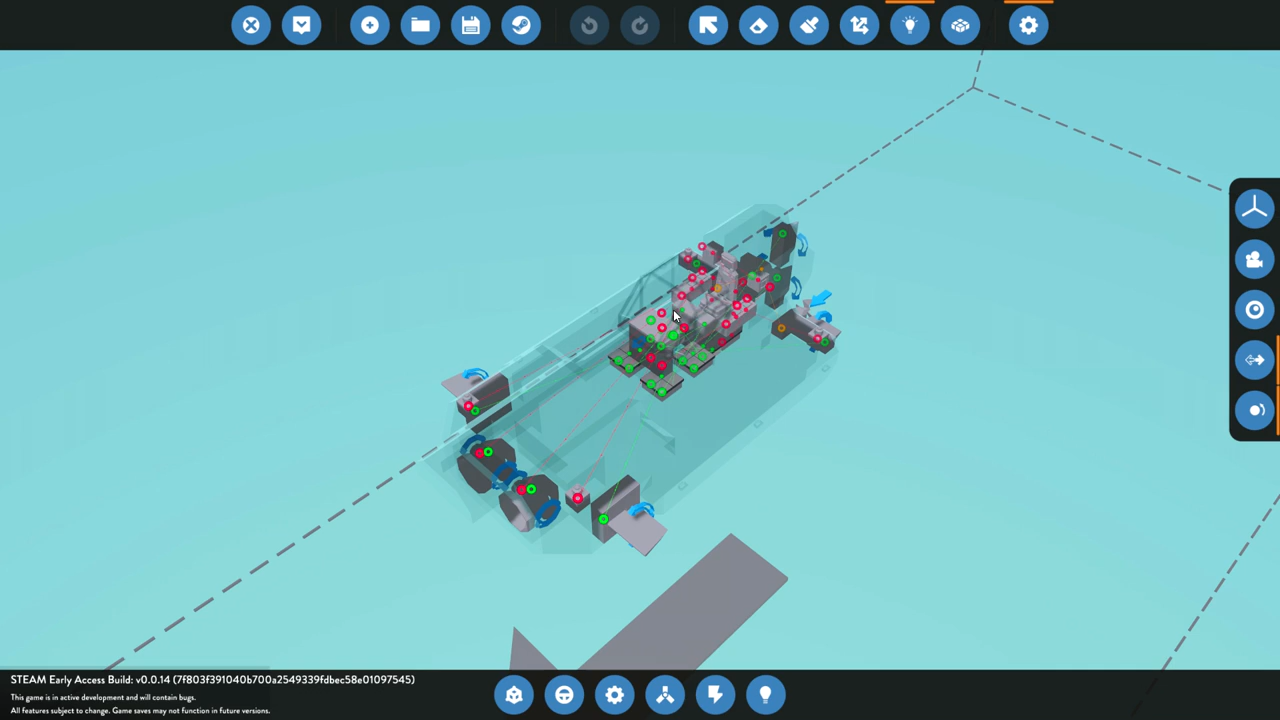 STEAM Early Access Build: v0.0.14 (7f803f391040b700a2549339fdbec58e01097545)
This game is in active development and will contain bugs.
All features subject to change. Game saves may not function in future versions.